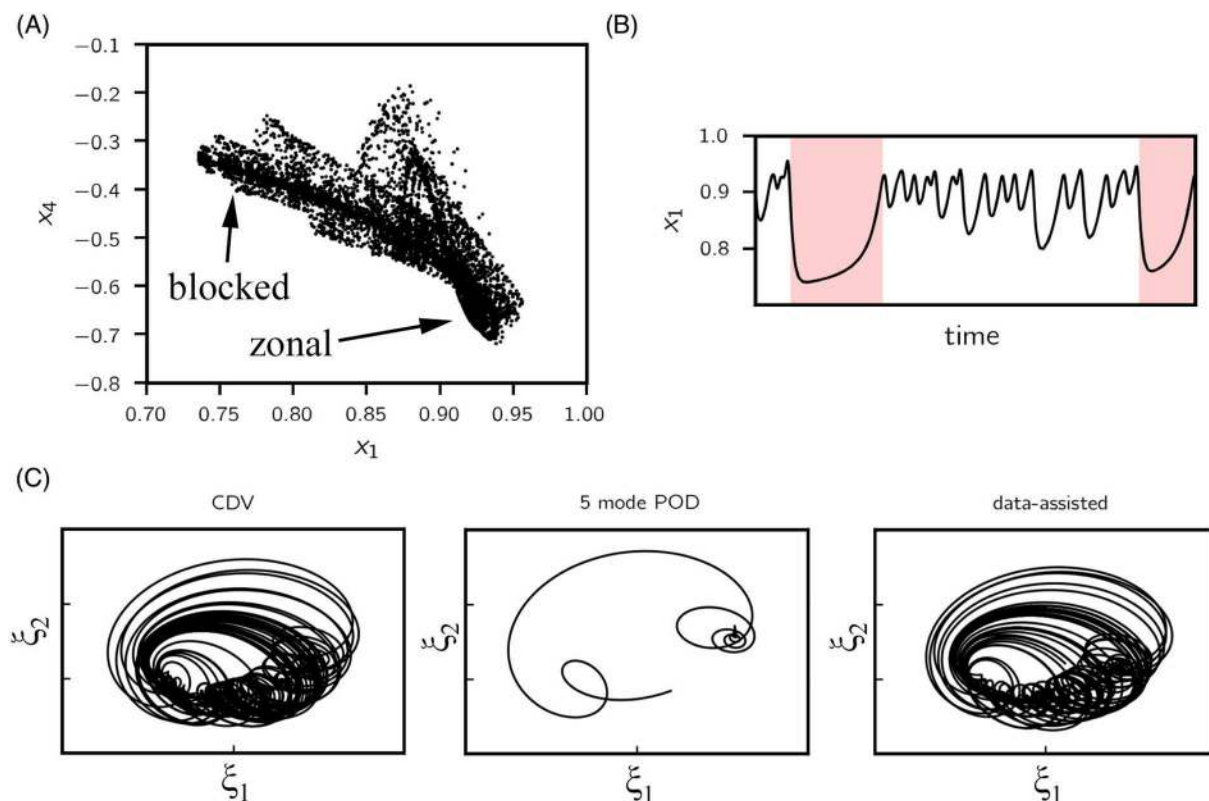 (A)
−0.1
−0.2
−0.3
−0.4
−0.5
−0.6
−0.7
−0.8
x4
blocked
zonal
0.70 0.75 0.80 0.85 0.90 0.95 1.00
x1
(B)
1.0
0.9
0.8
x1
time
(C)
CDV
ξ2
ξ1
5 mode POD
ξ2
ξ1
data-assisted
ξ2
ξ1